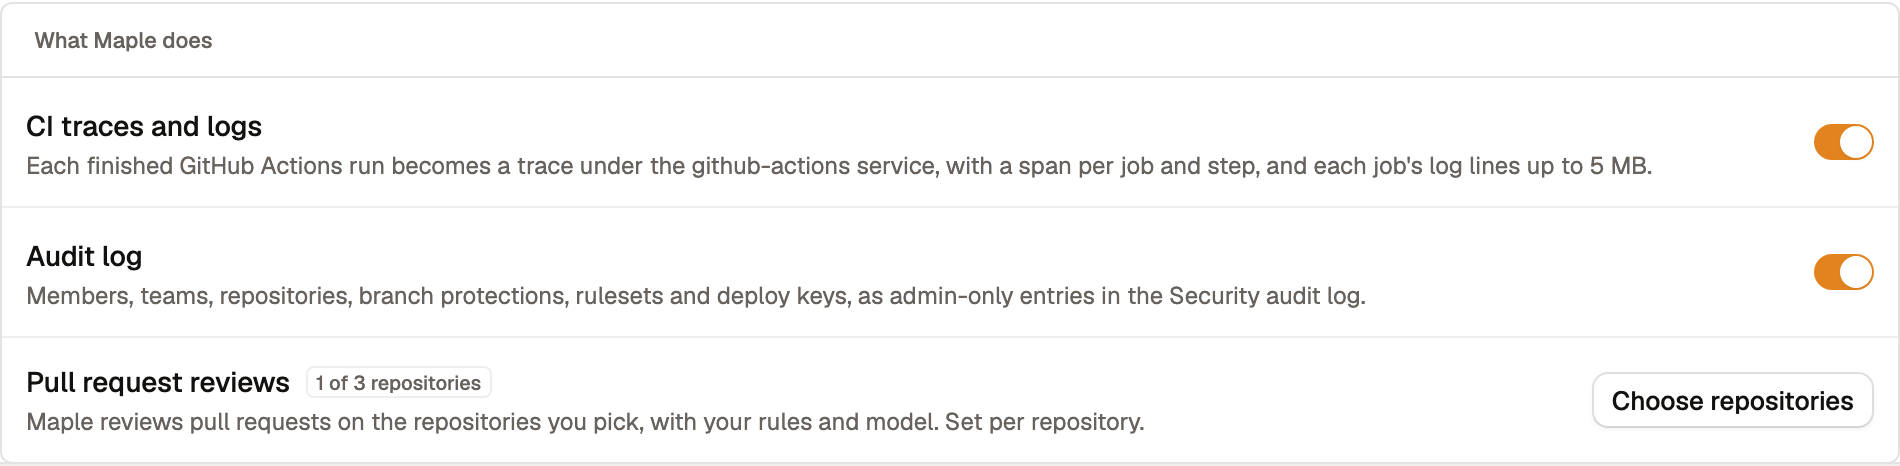 What Maple does
CI traces and logs
Each finished GitHub Actions run becomes a trace under the github-actions service, with a span per job and step, and each job's log lines up to 5 MB.
Audit log
Members, teams, repositories, branch protections, rulesets and deploy keys, as admin-only entries in the Security audit log.
Pull request reviews 1 of 3 repositories
Maple reviews pull requests on the repositories you pick, with your rules and model. Set per repository.
Choose repositories